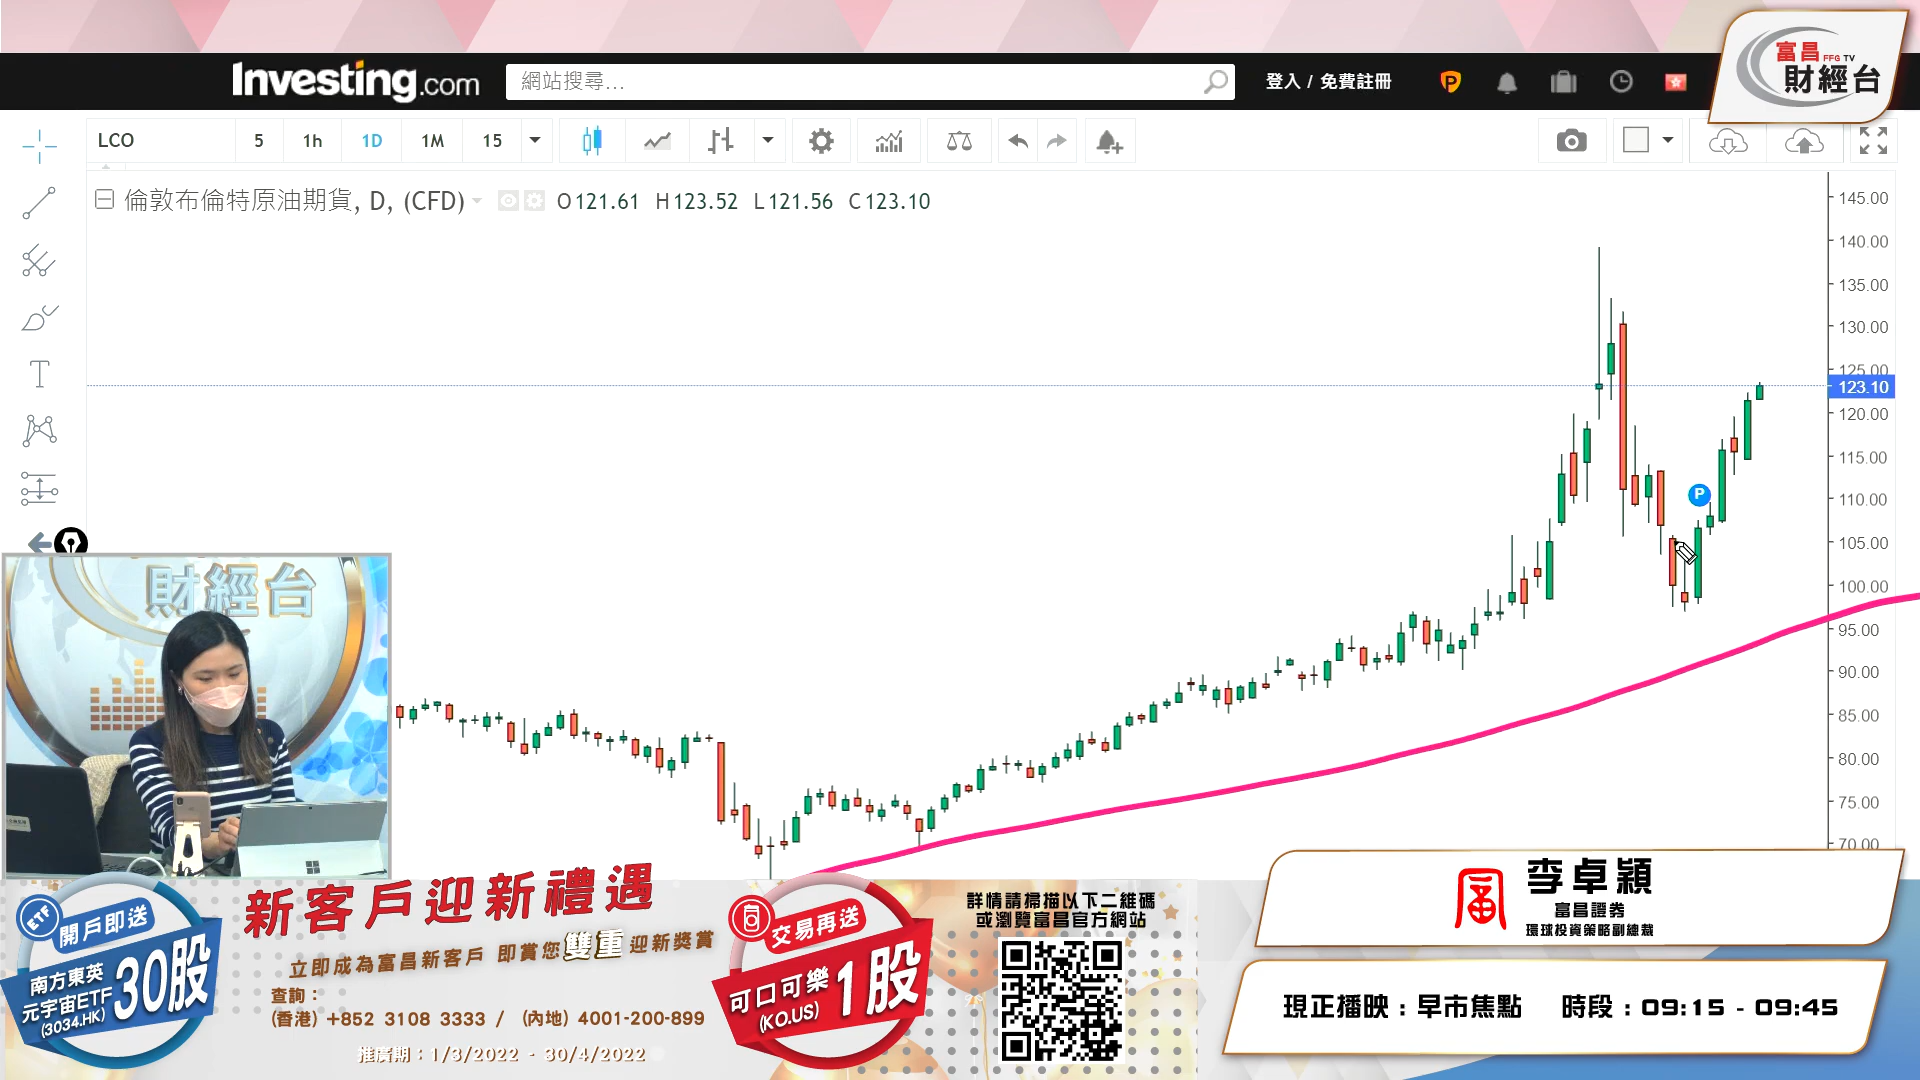 富昌 FFG TV
財經台
Investing.com
網站搜尋...
登入 / 免費註冊
LCO
5
1h
1D
1M
15
倫敦布倫特原油期貨, D, (CFD)
O121.61 H123.52 L121.56 C123.10
145.00
140.00
135.00
130.00
125.00
123.10
120.00
115.00
110.00
105.00
100.00
95.00
90.00
85.00
80.00
75.00
70.00
P
財經台
ETF
開戶即送
南方東英
元宇宙ETF
(3034.HK)
30股
新客戶迎新禮遇
立即成為富昌新客戶 即賞您雙重迎新獎賞
查詢：
(香港) +852 3108 3333 / (內地) 4001-200-899
推廣期：1/3/2022 - 30/4/2022
交易再送
可口可樂
(KO.US)
1股
詳情請掃描以下二維碼
或瀏覽富昌官方網站
李卓穎
富昌證券
環球投資策略副總裁
現正播映：早市焦點 時段：09:15 - 09:45